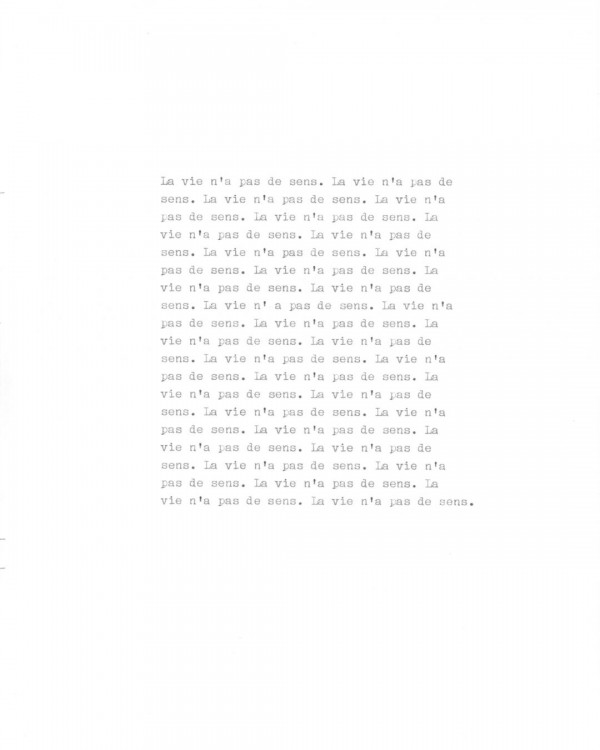 La vie n'a pas de sens. La vie n'a pas de
sens. La vie n'a pas de sens. La vie n'a
pas de sens. La vie n'a pas de sens. La
vie n'a pas de sens. La vie n'a pas de
sens. La vie n'a pas de sens. La vie n'a
pas de sens. La vie n'a pas de sens. La
vie n'a pas de sens. La vie n'a pas de
sens. La vie n' a pas de sens. La vie n'a
pas de sens. La vie n'a pas de sens. La
vie n'a pas de sens. La vie n'a pas de
sens. La vie n'a pas de sens. La vie n'a
pas de sens. La vie n'a pas de sens. La
vie n'a pas de sens. La vie n'a pas de
sens. La vie n'a pas de sens. La vie n'a
pas de sens. La vie n'a pas de sens. La
vie n'a pas de sens. La vie n'a pas de
sens. La vie n'a pas de sens. La vie n'a
pas de sens. La vie n'a pas de sens. La
vie n'a pas de sens. La vie n'a pas de sens.